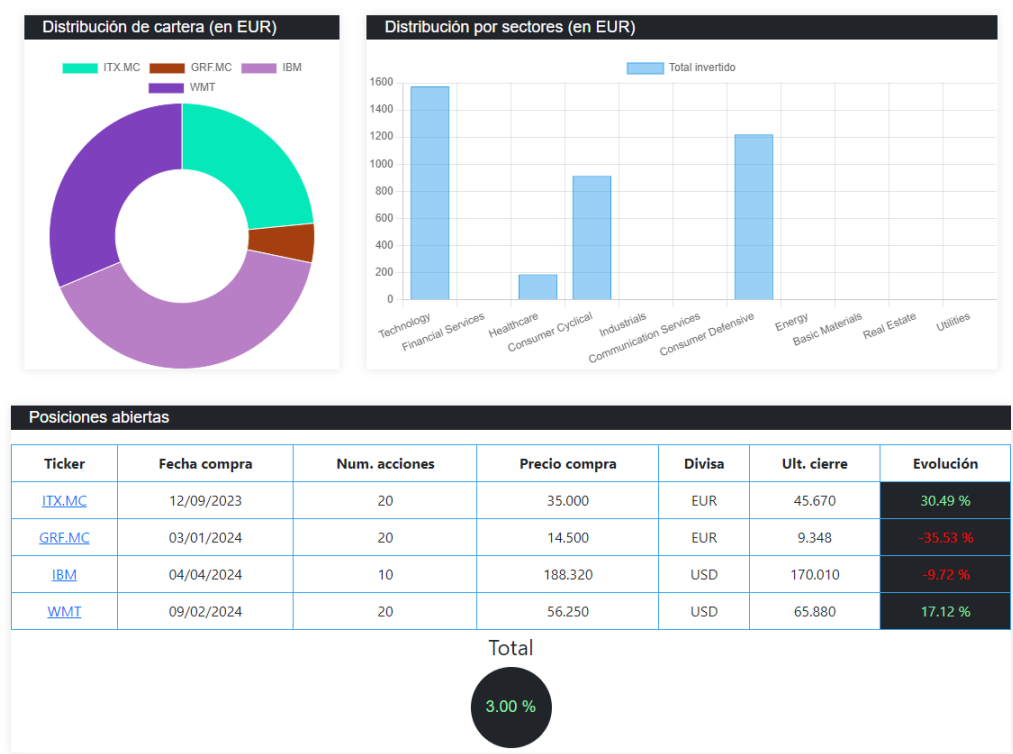 Distribución de cartera (en EUR)
ITX.MC GRF.MC IBM
WMT
Distribución por sectores (en EUR)
Total invertido
1600
1400
1200
1000
800
600
400
200
0
Technology
Financial Services
Healthcare
Consumer Cyclical
Industrials
Communication Services
Consumer Defensive
Energy
Basic Materials
Real Estate
Utilities
Posiciones abiertas
Ticker Fecha compra Num. acciones Precio compra Divisa Ult. cierre Evolución
ITX.MC 12/09/2023 20 35.000 EUR 45.670 30.49 %
GRF.MC 03/01/2024 20 14.500 EUR 9.348 -35.53 %
IBM 04/04/2024 10 188.320 USD 170.010 -9.72 %
WMT 09/02/2024 20 56.250 USD 65.880 17.12 %
Total
3.00 %